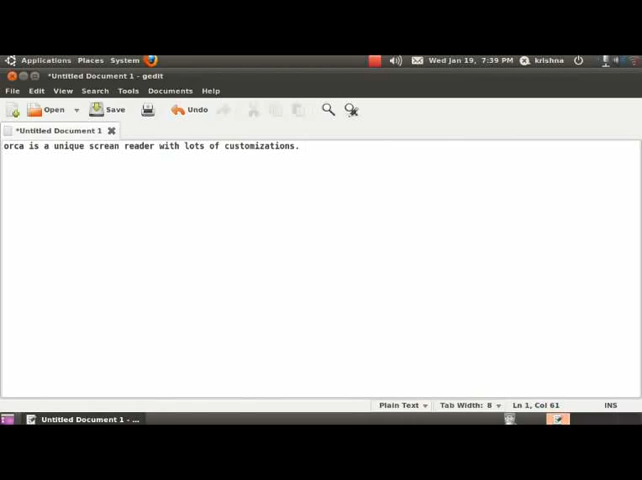 Applications Places System Wed Jan 19, 7:39 PM krishna
*Untitled Document 1 - gedit
File Edit View Search Tools Documents Help
Open Save Undo
*Untitled Document 1
orca is a unique screan reader with lots of customizations.
Plain Text Tab Width: 8 Ln 1, Col 61 INS
Untitled Document 1 - ...